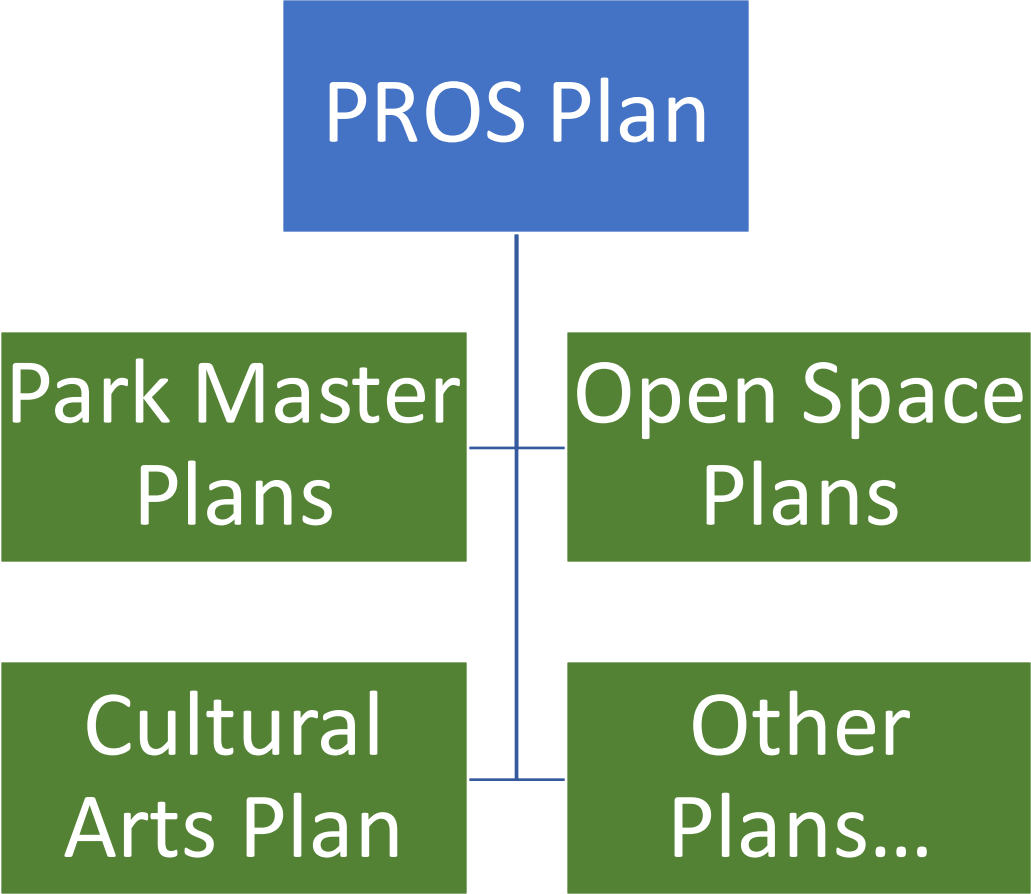 PROS Plan
Park Master
Plans
Open Space
Plans
Cultural
Arts Plan
Other
Plans...